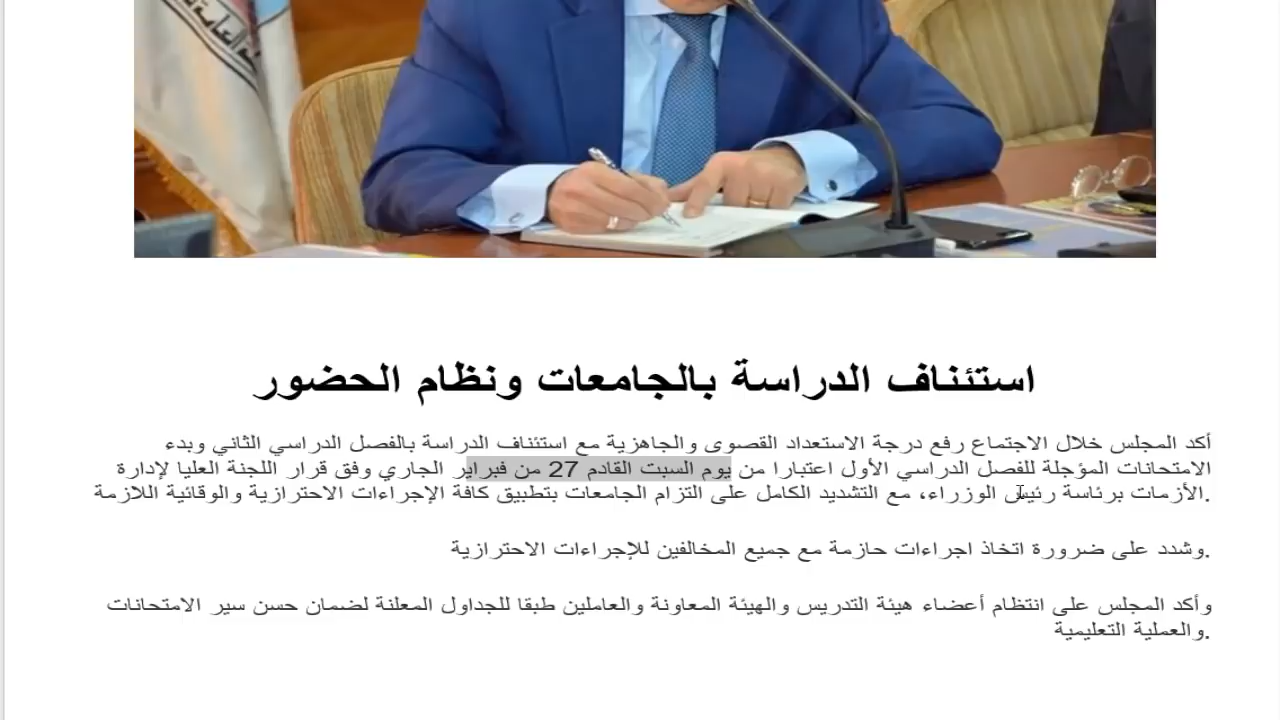 استئناف الدراسة بالجامعات ونظام الحضور
أكد المجلس خلال الاجتماع رفع درجة الاستعداد القصوى والجاهزية مع استئناف الدراسة بالفصل الدراسي الثاني وبدء
الامتحانات المؤجلة للفصل الدراسي الأول اعتبارا من يوم السبت القادم 27 من فبراير الجاري وفق قرار اللجنة العليا لإدارة
الأزمات برئاسة رئيس الوزراء، مع التشديد الكامل على التزام الجامعات بتطبيق كافة الإجراءات الاحترازية والوقائية اللازمة.
وشدد على ضرورة اتخاذ اجراءات حازمة مع جميع المخالفين للإجراءات الاحترازية.
وأكد المجلس على انتظام أعضاء هيئة التدريس والهيئة المعاونة والعاملين طبقا للجداول المعلنة لضمان حسن سير الامتحانات
والعملية التعليمية.